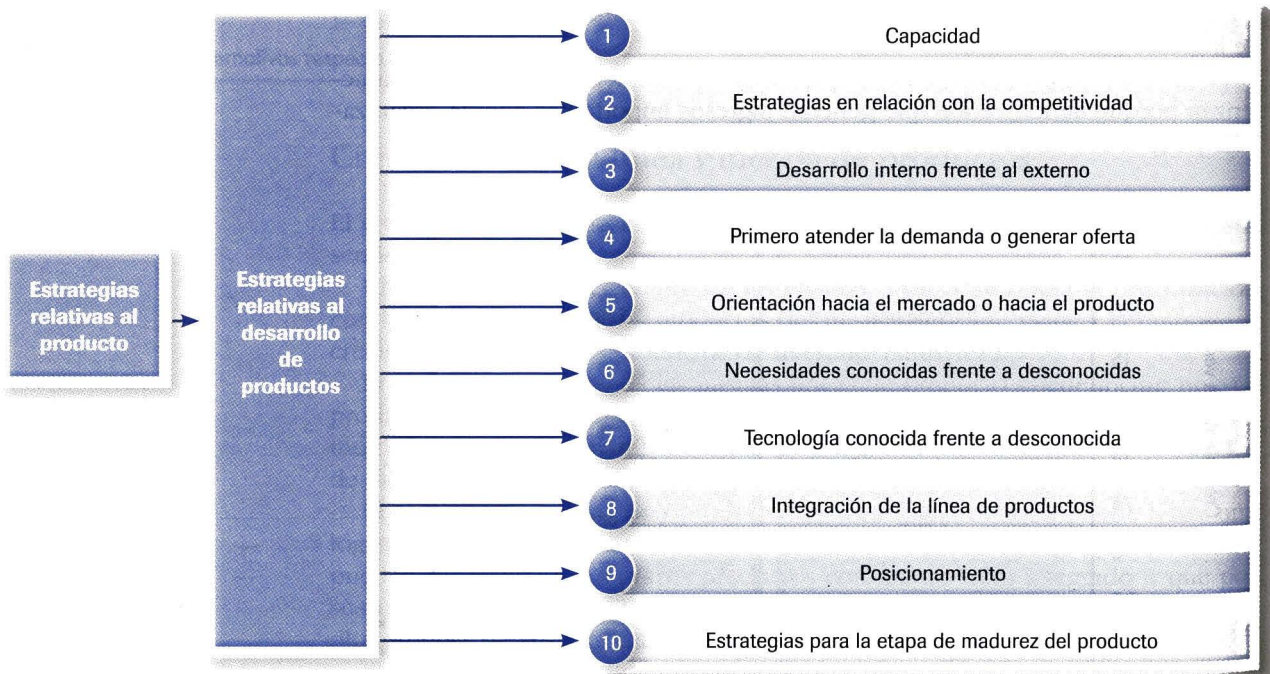 Estrategias
relativas al
producto
Estrategias
relativas al
desarrollo
de
productos
1 Capacidad
2 Estrategias en relación con la competitividad
3 Desarrollo interno frente al externo
4 Primero atender la demanda o generar oferta
5 Orientación hacia el mercado o hacia el producto
6 Necesidades conocidas frente a desconocidas
7 Tecnología conocida frente a desconocida
8 Integración de la línea de productos
9 Posicionamiento
10 Estrategias para la etapa de madurez del producto